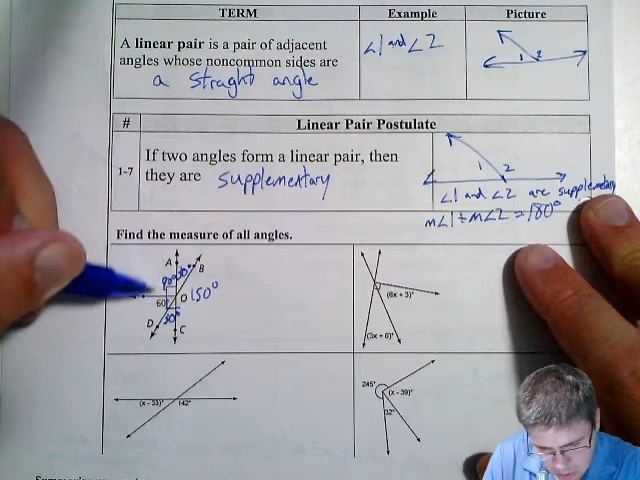 TERM Example Picture
A linear pair is a pair of adjacent
angles whose noncommon sides are
a straght angle
∠1 and ∠2
1 2
# Linear Pair Postulate
1-7 If two angles form a linear pair, then
they are supplementary
1 2
∠1 and ∠2 are supplementary
m∠1 + m∠2 = 180°
Find the measure of all angles.
A B
90° 30°
60 O 150°
30°
D C
(6x + 3)°
(3x + 6)°
(x – 33)° 142°
245° (x – 39)°
32°